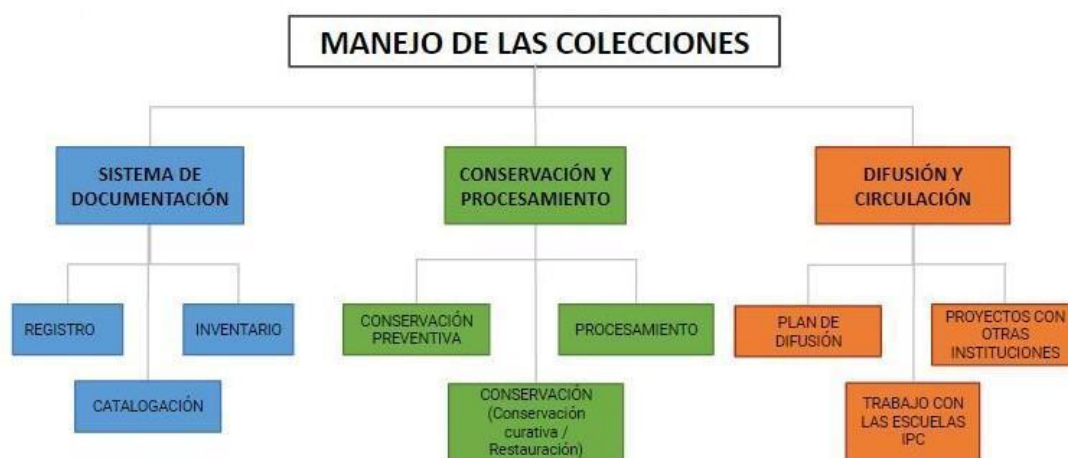 MANEJO DE LAS COLECCIONES
SISTEMA DE
DOCUMENTACIÓN
CONSERVACIÓN Y
PROCESAMIENTO
DIFUSIÓN Y
CIRCULACIÓN
REGISTRO
INVENTARIO
CATALOGACIÓN
CONSERVACIÓN
PREVENTIVA
PROCESAMIENTO
CONSERVACIÓN
(Conservación
curativa /
Restauración)
PLAN DE
DIFUSIÓN
PROYECTOS CON
OTRAS
INSTITUCIONES
TRABAJO CON
LAS ESCUELAS
IPC